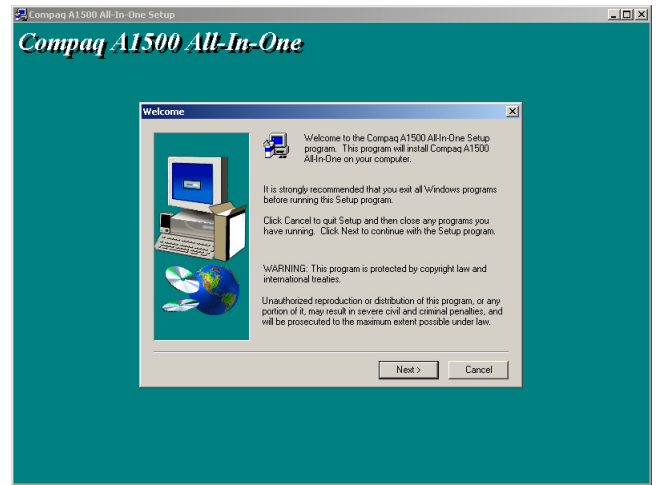 Compaq A1500 All-In-One Setup
Compaq A1500 All-In-One
Welcome
Welcome to the Compaq A1500 All-In-One Setup
program. This program will install Compaq A1500
All-In-One on your computer.
It is strongly recommended that you exit all Windows programs
before running this Setup program.
Click Cancel to quit Setup and then close any programs you
have running. Click Next to continue with the Setup program.
WARNING: This program is protected by copyright law and
international treaties.
Unauthorized reproduction or distribution of this program, or any
portion of it, may result in severe civil and criminal penalties, and
will be prosecuted to the maximum extent possible under law.
Next >
Cancel